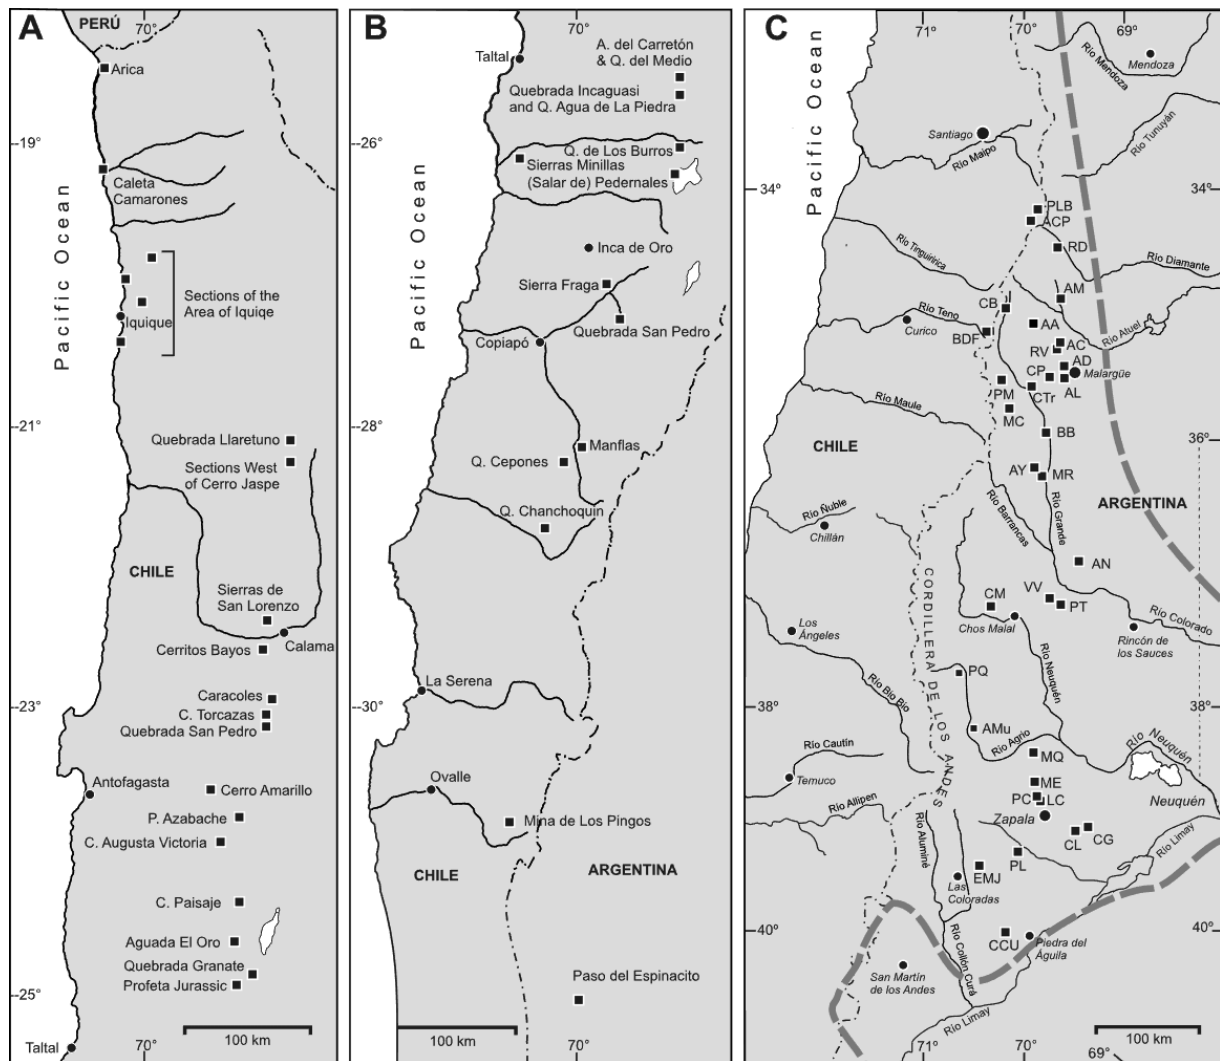 A
PERÚ
70°
Arica
--19°
Caleta
Camarones
Pacific Ocean
Sections of the
Area of Iquiqe
Iquique
--21°
Quebrada Llaretuno
Sections West
of Cerro Jaspe
CHILE
Sierras de
San Lorenzo
Calama
Cerritos Bayos
Caracoles
--23°
C. Torcazas
Quebrada San Pedro
Antofagasta
Cerro Amarillo
P. Azabache
C. Augusta Victoria
C. Paisaje
Aguada El Oro
Quebrada Granate
Profeta Jurassic
--25°
100 km
Taltal
70°
B
70°
Taltal
A. del Carretón
& Q. del Medio
Quebrada Incaguasi
and Q. Agua de La Piedra
--26°
Q. de Los Burros
Sierras Minillas
(Salar de) Pedernales
Pacific Ocean
Inca de Oro
Sierra Fraga
Quebrada San Pedro
Copiapó
--28°
Manflas
Q. Cepones
Q. Chanchoquin
La Serena
--30°
Ovalle
Mina de Los Pingos
CHILE
ARGENTINA
Paso del Espinacito
100 km
70°
C
71°
70°
69°
Río Mendoza
Mendoza
Pacific Ocean
Santiago
Río Maipo
Río Tunuyán
34°
34°
PLB
ACP
Río Tinguiririca
RD
Río Diamante
AM
CB
Río Teno
Curico
AA
Río Atuel
BDF
AC
RV
AD
CP
Malargüe
PM
CTr
AL
Río Maule
MC
BB
36°
CHILE
AY
MR
Río Grande
ARGENTINA
Río Ñuble
Chillán
Río Barrancas
AN
CORDILLERA DE LOS ANDES
VV
CM
PT
Chos Malal
Río Colorado
Los
Ángeles
Rincón de
los Sauces
Río Neuquén
PQ
Río Bio Bio
38°
38°
AMu
Río Agrio
Río Neuquén
Río Cautín
MQ
Temuco
ME
PC
LC
Neuquén
Río Allipen
Zapala
CG
CL
Río Limay
Río Aluminé
PL
EMJ
Las
Coloradas
40°
40°
CCU
Piedra del
Águila
Río Collón Curá
San Martín
de los Andes
Río Limay
100 km
71°
70°
69°